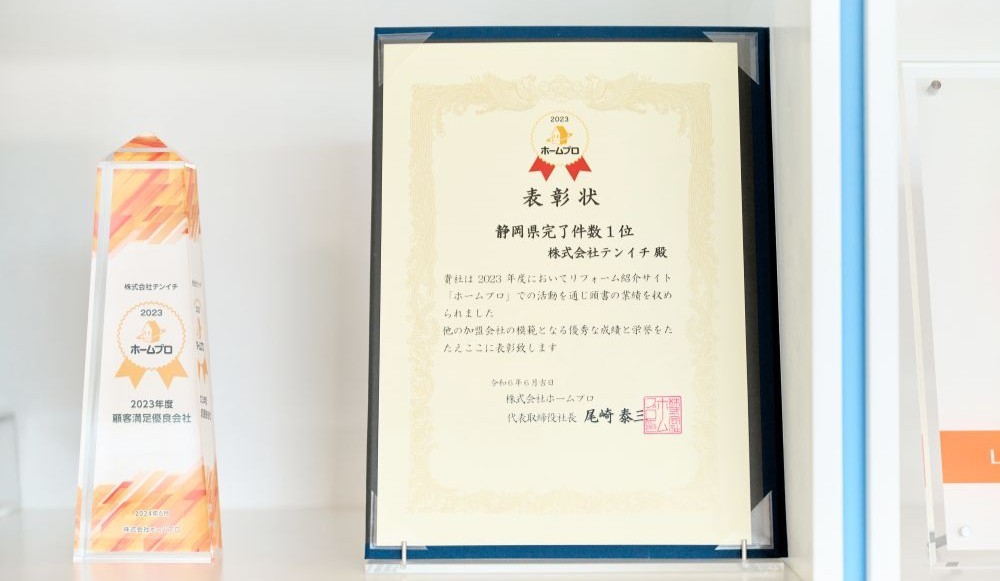 株式会社テンイチ
2023
ホームプロ
2023年度
顧客満足優良会社
2024年6月
2023
ホームプロ
表彰状
静岡県完了件数1位
株式会社テンイチ 殿
貴社は 2023 年度においてリフォーム紹介サイト
「ホームプロ」での活動を通じ頭書の業績を収め
られました
他の加盟会社の模範となる優秀な成績と栄誉をた
たえここに表彰致します
令和6年6月吉日
株式会社ホームプロ
代表取締役社長 尾崎 泰三
L